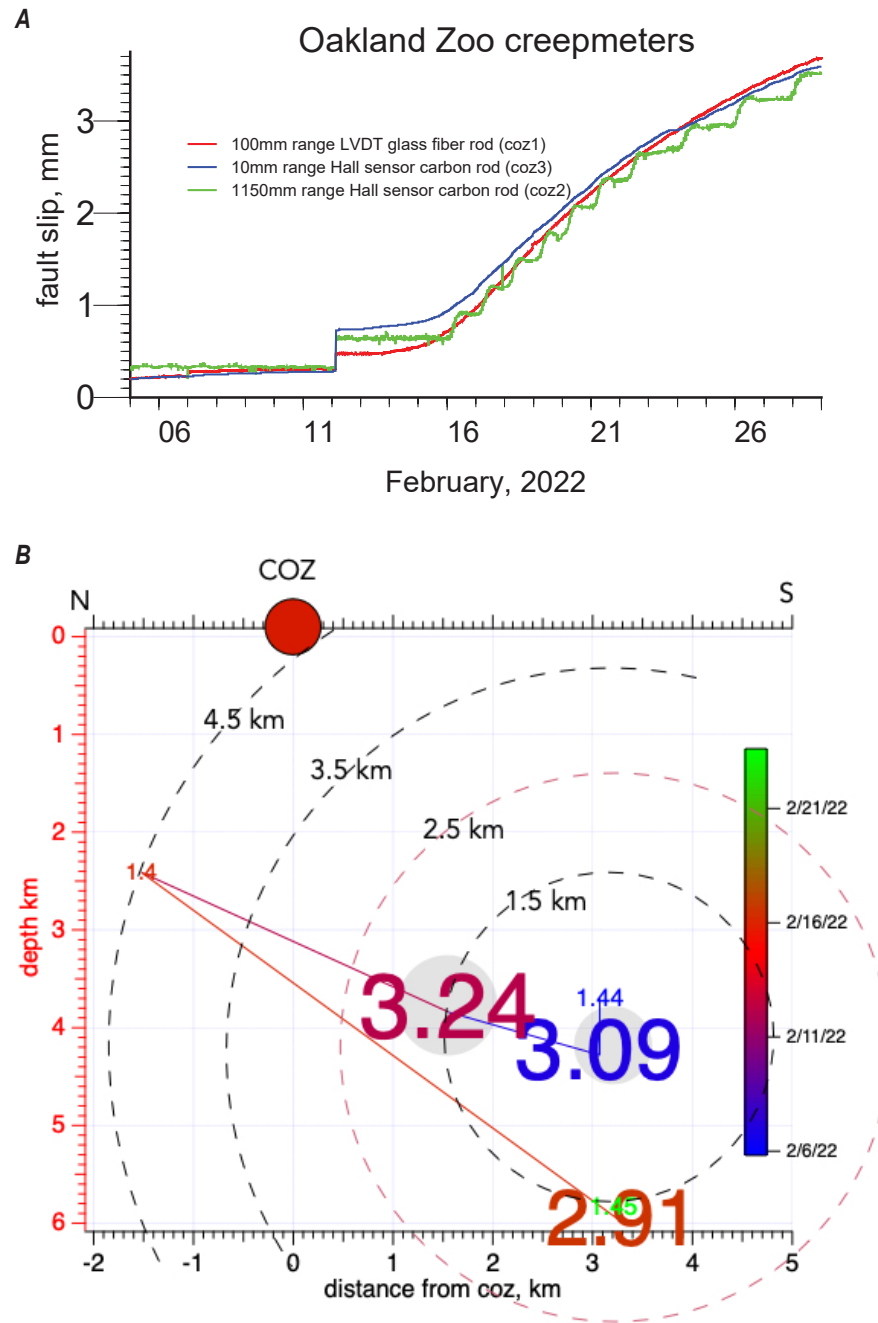 A
Oakland Zoo creepmeters
fault slip, mm
3
2
1
0
100mm range LVDT glass fiber rod (coz1)
10mm range Hall sensor carbon rod (coz3)
1150mm range Hall sensor carbon rod (coz2)
06 11 16 21 26
February, 2022
B
COZ
N S
0
1
2
3
4
5
6
depth km
4.5 km
3.5 km
2.5 km
1.5 km
1.4
3.24
1.44
3.09
1.45
2.91
2/21/22
2/16/22
2/11/22
2/6/22
-2 -1 0 1 2 3 4 5
distance from coz, km